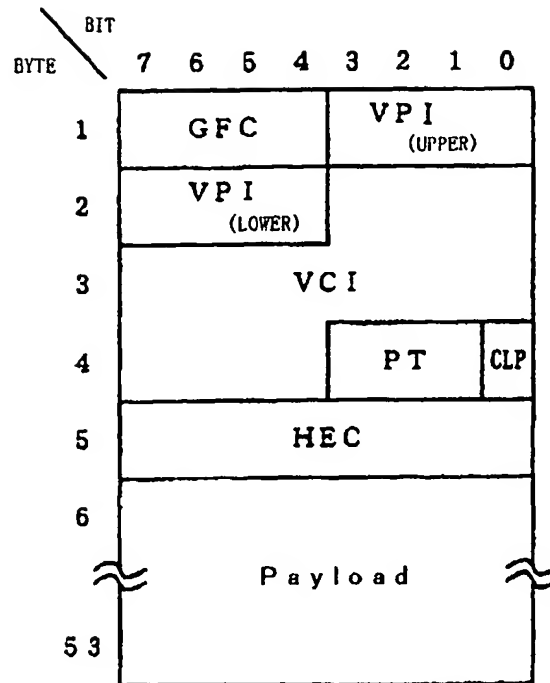 BIT
BYTE 7 6 5 4 3 2 1 0
1 GFC VPI
(UPPER)
2 VPI
(LOWER)
3 VCI
4 PT CLP
5 HEC
6
Payload
53